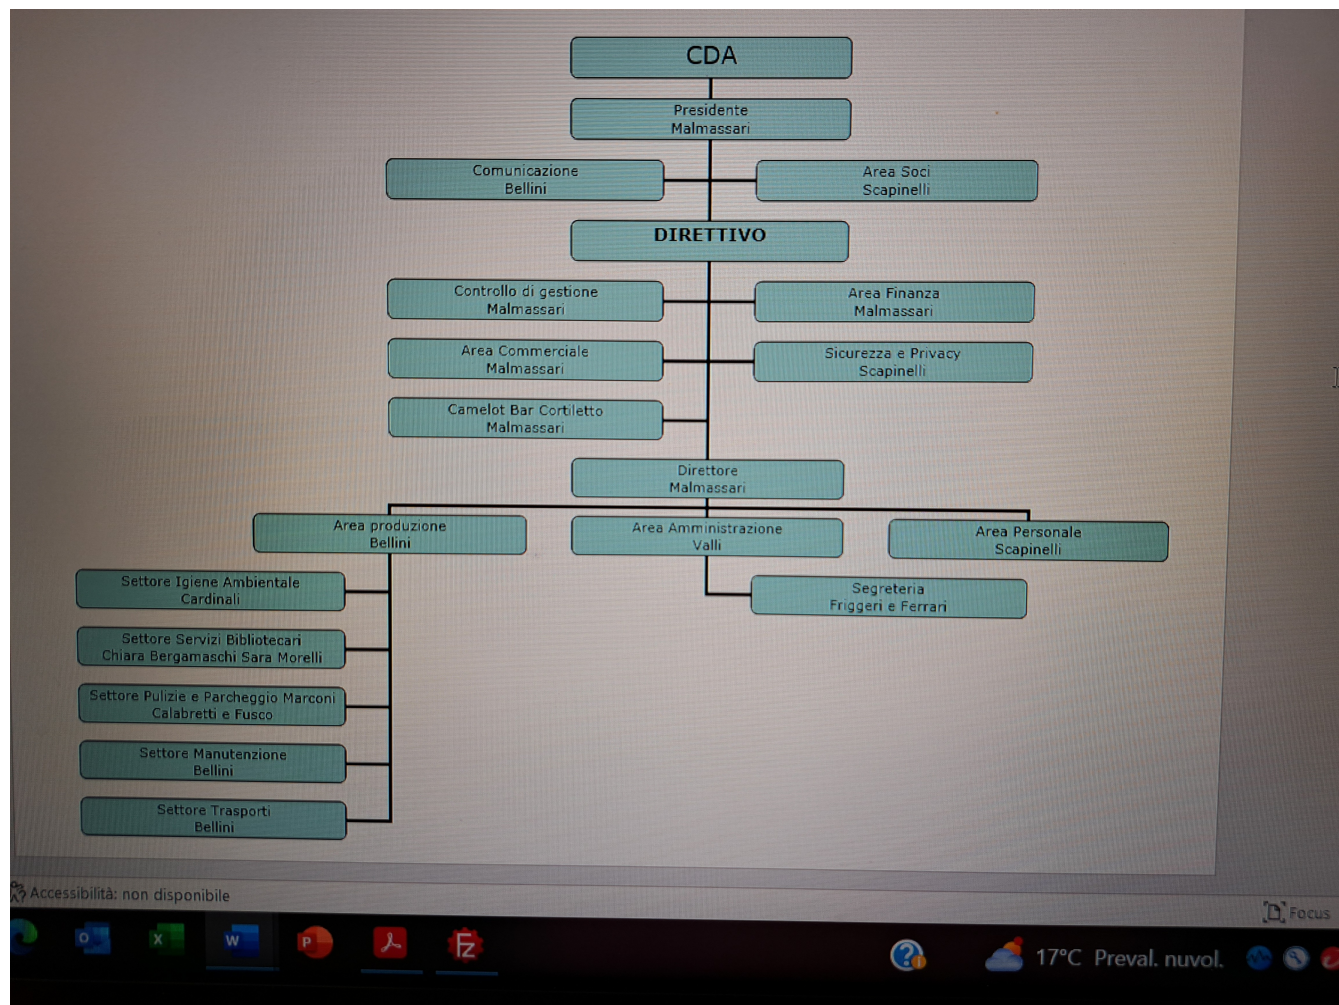 CDA
Presidente
Malmassari
Comunicazione
Bellini
Area Soci
Scapinelli
DIRETTIVO
Controllo di gestione
Malmassari
Area Finanza
Malmassari
Area Commerciale
Malmassari
Sicurezza e Privacy
Scapinelli
Camelot Bar Cortiletto
Malmassari
Direttore
Malmassari
Area produzione
Bellini
Area Amministrazione
Valli
Area Personale
Scapinelli
Settore Igiene Ambientale
Cardinali
Segreteria
Friggeri e Ferrari
Settore Servizi Bibliotecari
Chiara Bergamaschi Sara Morelli
Settore Pulizie e Parcheggio Marconi
Calabretti e Fusco
Settore Manutenzione
Bellini
Settore Trasporti
Bellini
Accessibilità: non disponibile
Focus
O
X
W
P
FZ
?
17°C Preval. nuvol.